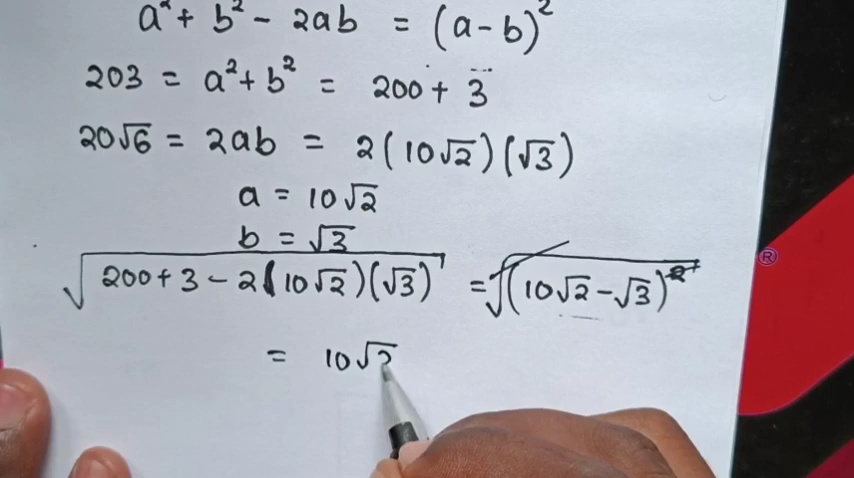 a² + b² - 2ab = (a - b)²
203 = a² + b² = 200 + 3
20√6 = 2ab = 2(10√2)(√3)
a = 10√2
b = √3
√(200 + 3 - 2(10√2)(√3)) = √(10√2 - √3)²
= 10√2
®